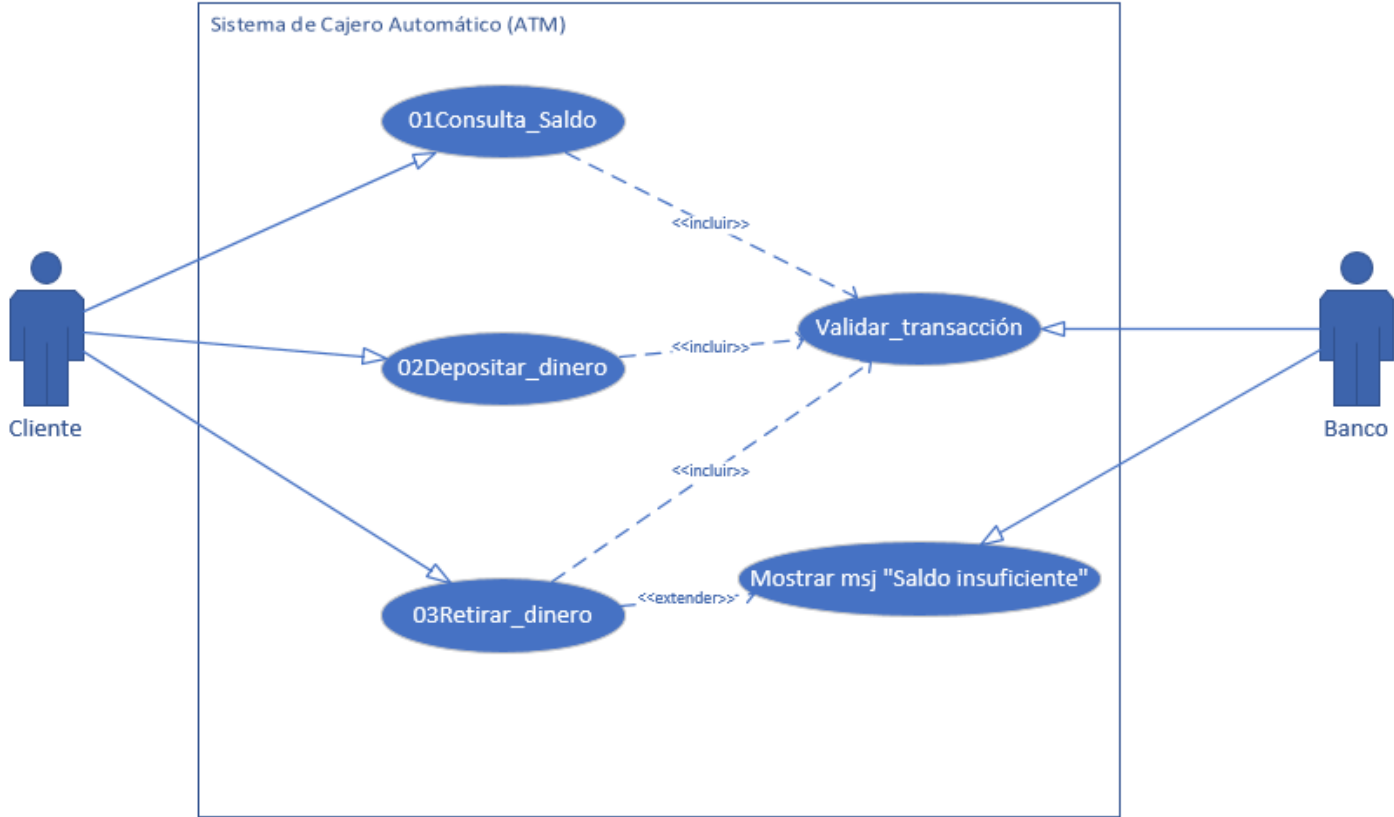 Sistema de Cajero Automático (ATM)
01Consulta_Saldo
<<incluir>>
Validar_transacción
02Depositar_dinero
<<incluir>>
Cliente
Banco
<<incluir>>
Mostrar msj "Saldo insuficiente"
<<extender>>
03Retirar_dinero